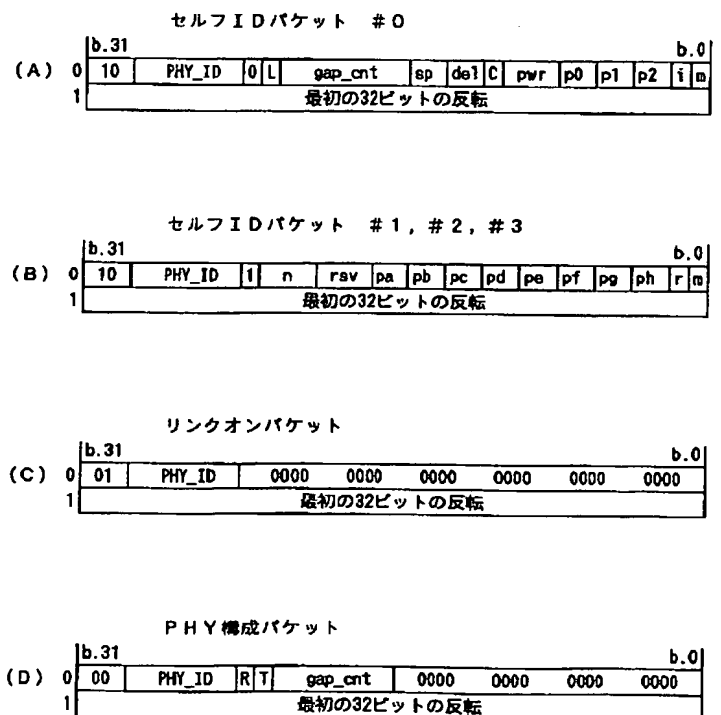 セルフIDパケット #0
b.31 b.0
(A) 0 10 PHY_ID 0 L gap_cnt sp del C pwr p0 p1 p2 i m
1 最初の32ビットの反転
セルフIDパケット #1, #2, #3
b.31 b.0
(B) 0 10 PHY_ID 1 n rsv pa pb pc pd pe pf pg ph r m
1 最初の32ビットの反転
リンクオンパケット
b.31 b.0
(C) 0 01 PHY_ID 0000 0000 0000 0000 0000 0000
1 最初の32ビットの反転
PHY構成パケット
b.31 b.0
(D) 0 00 PHY_ID R T gap_cnt 0000 0000 0000 0000
1 最初の32ビットの反転